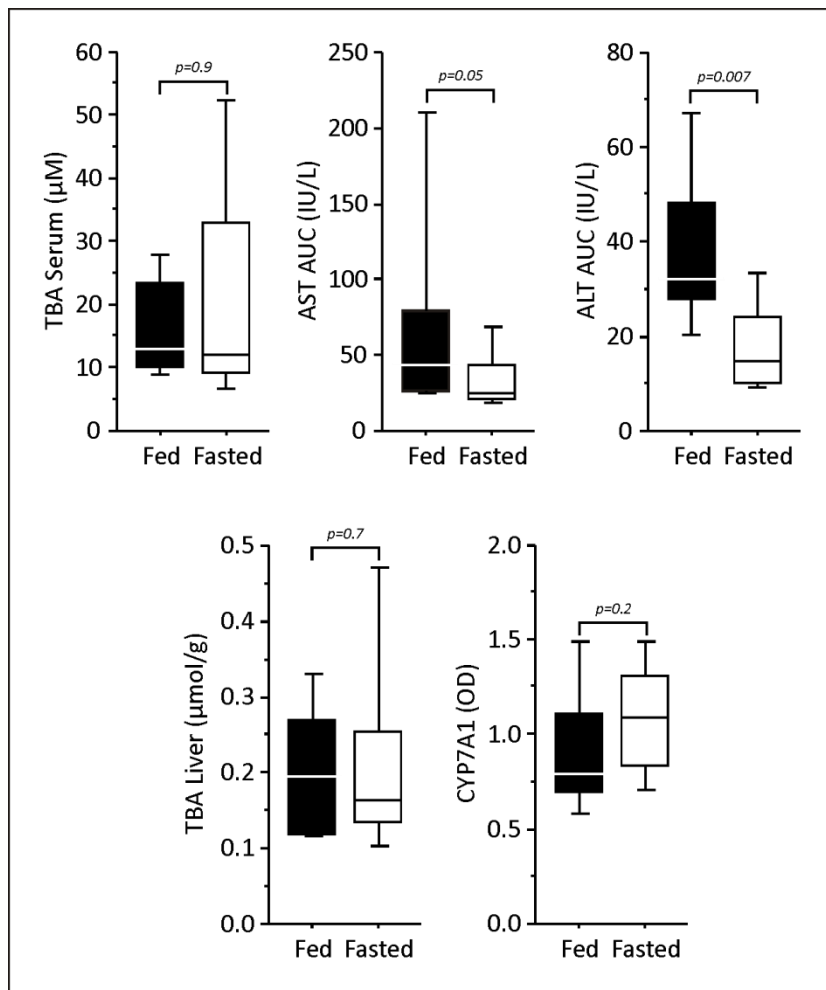 TBA Serum (µM)
60
50
40
30
20
10
0
p=0.9
Fed Fasted
AST AUC (IU/L)
250
200
150
100
50
0
p=0.05
Fed Fasted
ALT AUC (IU/L)
80
60
40
20
0
p=0.007
Fed Fasted
TBA Liver (µmol/g)
0.5
0.4
0.3
0.2
0.1
0.0
p=0.7
Fed Fasted
CYP7A1 (OD)
2.0
1.5
1.0
0.5
0.0
p=0.2
Fed Fasted